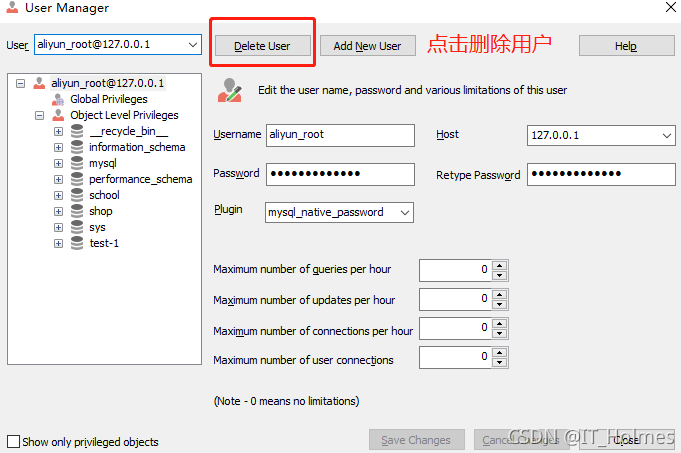 User Manager
User aliyun_root@127.0.0.1 Delete User Add New User 点击删除用户 Help
aliyun_root@127.0.0.1
Global Privileges
Object Level Privileges
__recycle_bin__
information_schema
mysql
performance_schema
school
shop
sys
test-1
Edit the user name, password and various limitations of this user
Username aliyun_root Host 127.0.0.1
Password ●●●●●●●●●●●●● Retype Password ●●●●●●●●●●●●●
Plugin mysql_native_password
Maximum number of queries per hour 0
Maximum number of updates per hour 0
Maximum number of connections per hour 0
Maximum number of user connections 0
(Note - 0 means no limitations)
Show only privileged objects Save Changes Cancel Changes Close
CSDN @IT_Holmes